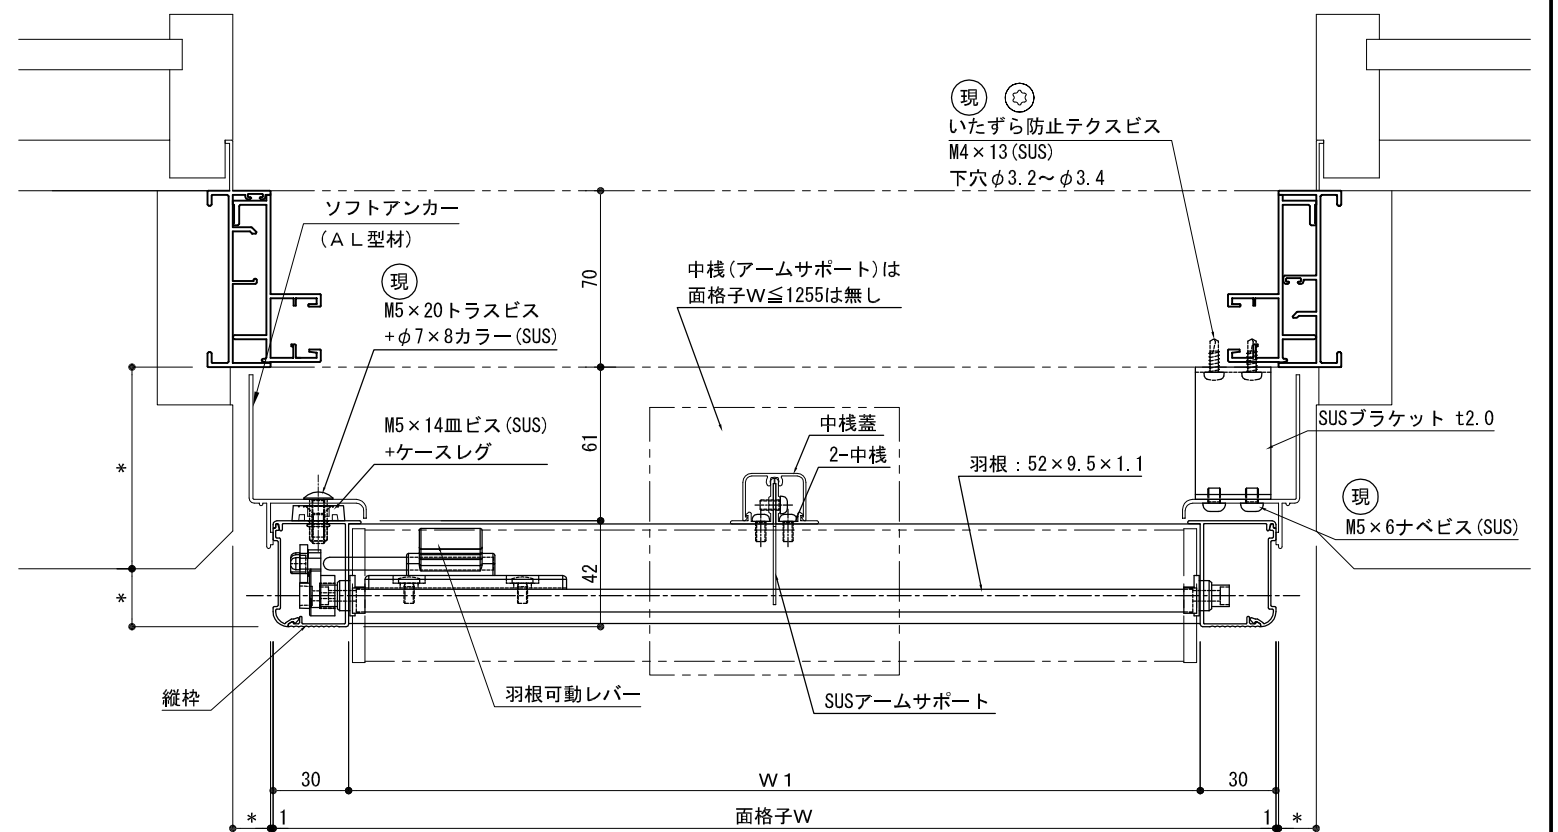 現
いたずら防止テクスビス
M4×13(SUS)
下穴φ3.2～φ3.4
ソフトアンカー
(AL型材)
現
M5×20トラスビス
+φ7×8カラー(SUS)
70
中桟(アームサポート)は
面格子W≦1255は無し
M5×14皿ビス(SUS)
+ケースレグ
61
中桟蓋
2-中桟
羽根：52×9.5×1.1
SUSブラケット t2.0
現
M5×6ナベビス(SUS)
*
*
42
縦枠
羽根可動レバー
SUSアームサポート
30
W1
30
*
1
面格子W
1
*